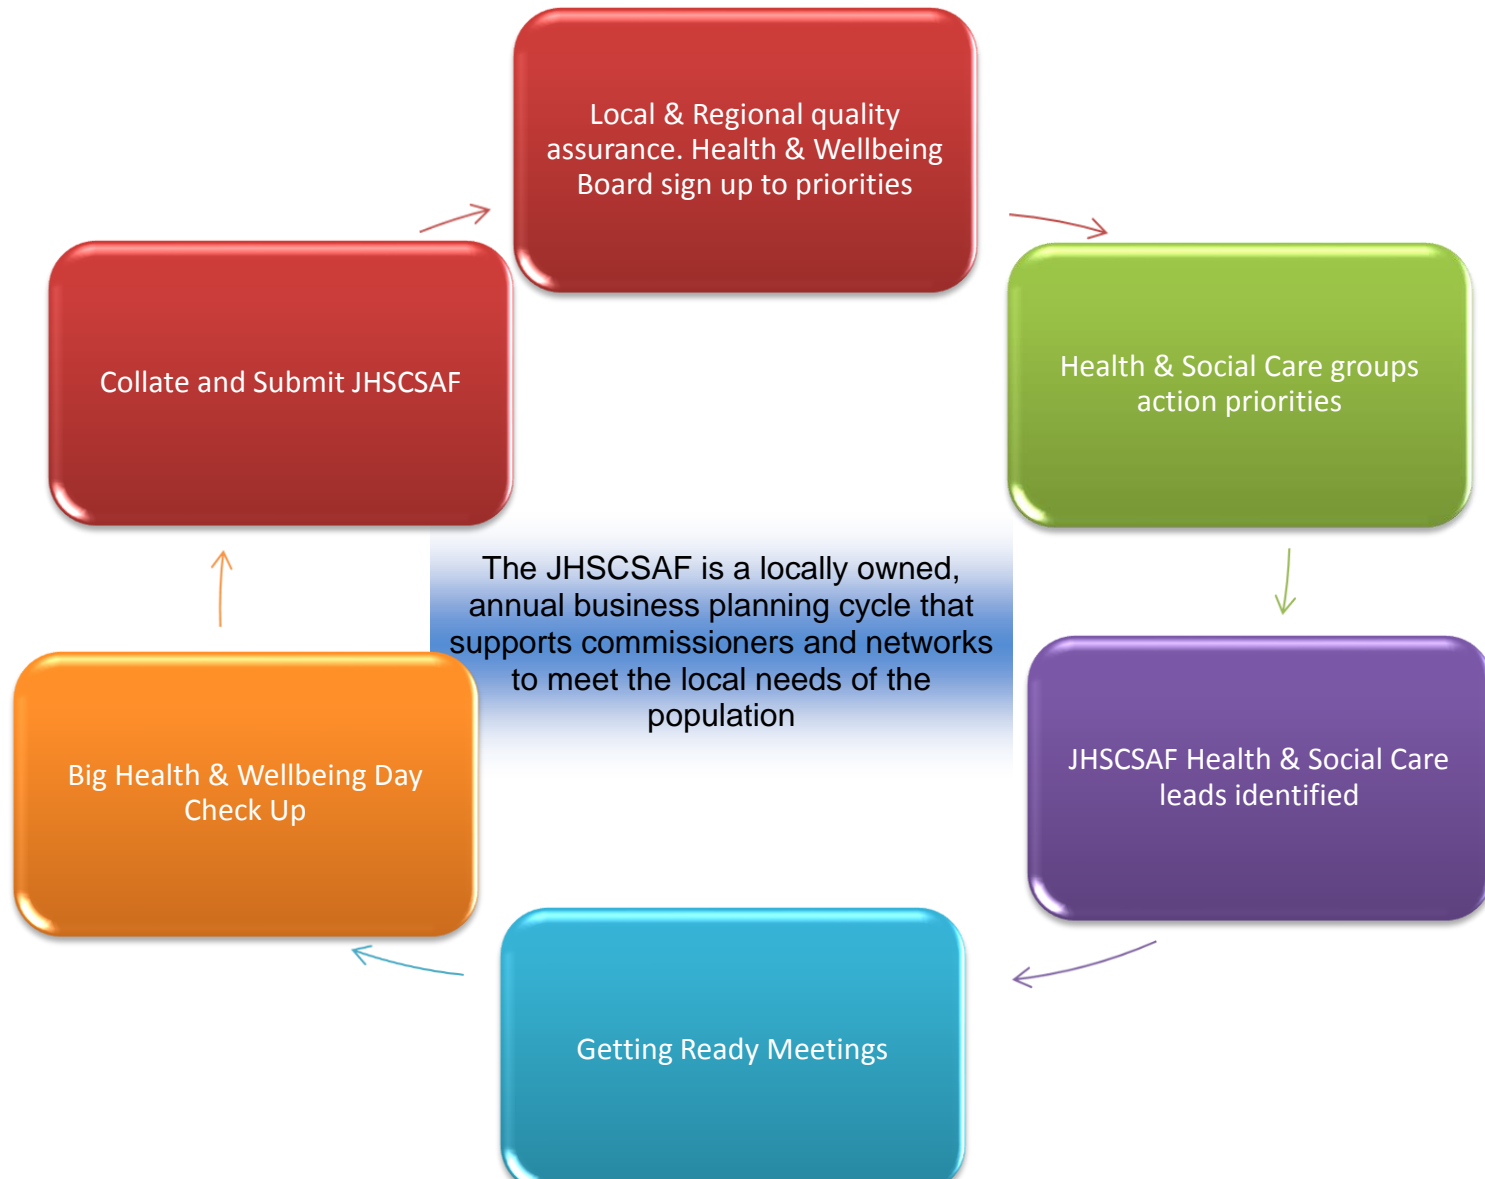 Local & Regional quality
assurance. Health & Wellbeing
Board sign up to priorities
Health & Social Care groups
action priorities
JHSCSAF Health & Social Care
leads identified
Getting Ready Meetings
Big Health & Wellbeing Day
Check Up
Collate and Submit JHSCSAF
The JHSCSAF is a locally owned,
annual business planning cycle that
supports commissioners and networks
to meet the local needs of the
population